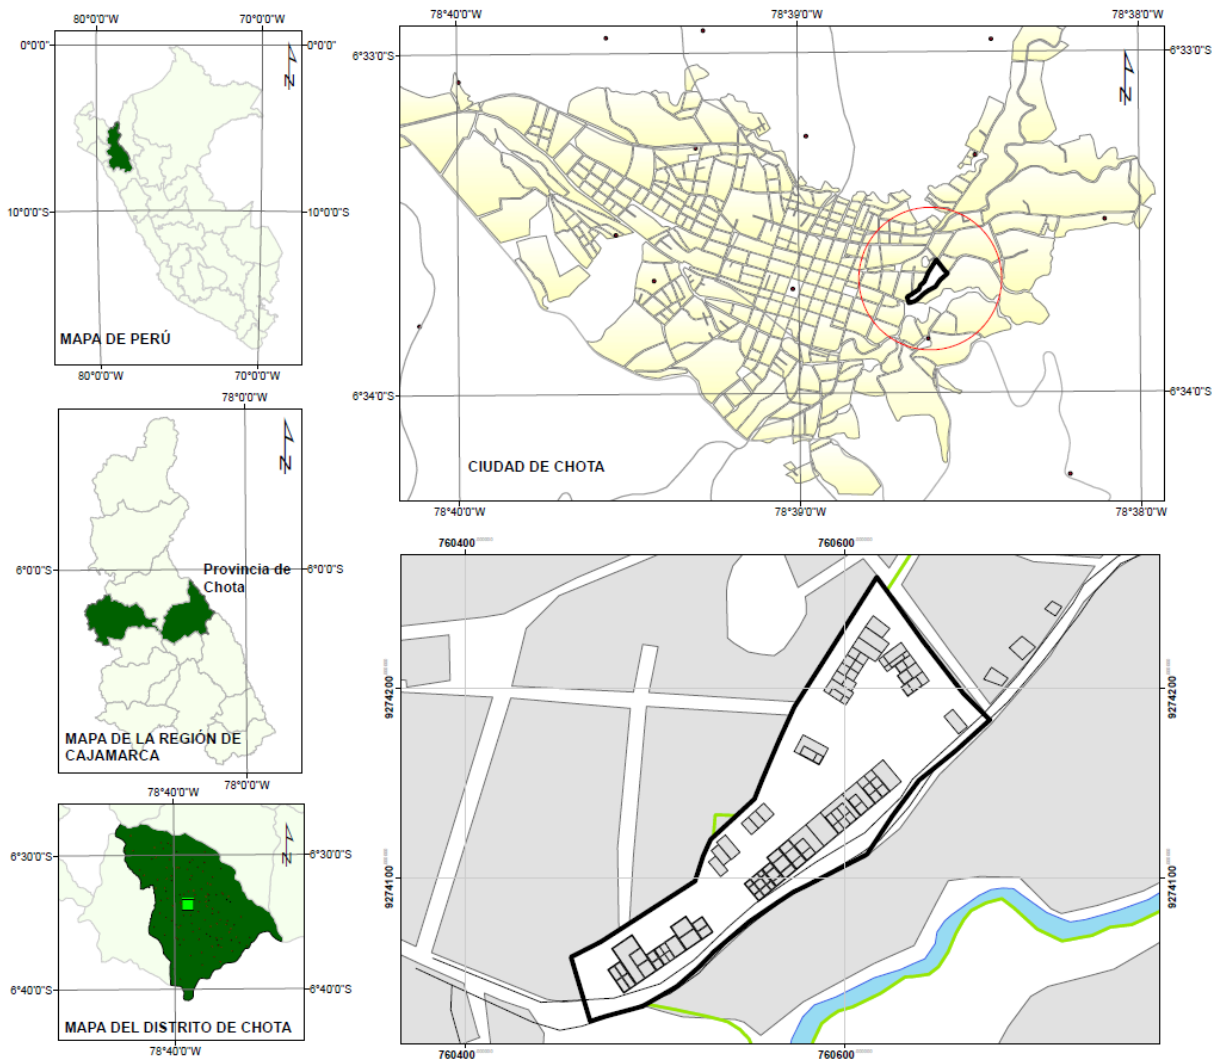 80°0'0"W 70°0'0"W
0°0'0" 0°0'0"
N
10°0'0"S 10°0'0"S
MAPA DE PERÚ
80°0'0"W 70°0'0"W
78°0'0"W
N
6°0'0"S 6°0'0"S
Provincia de
Chota
MAPA DE LA REGIÓN DE
CAJAMARCA
78°0'0"W
78°40'0"W
N
6°30'0"S 6°30'0"S
6°40'0"S 6°40'0"S
MAPA DEL DISTRITO DE CHOTA
78°40'0"W
78°40'0"W 78°39'0"W 78°38'0"W
6°33'0"S 6°33'0"S
N
6°34'0"S 6°34'0"S
CIUDAD DE CHOTA
78°40'0"W 78°39'0"W 78°38'0"W
760400 760600
9274200 9274200
9274100 9274100
760400 760600